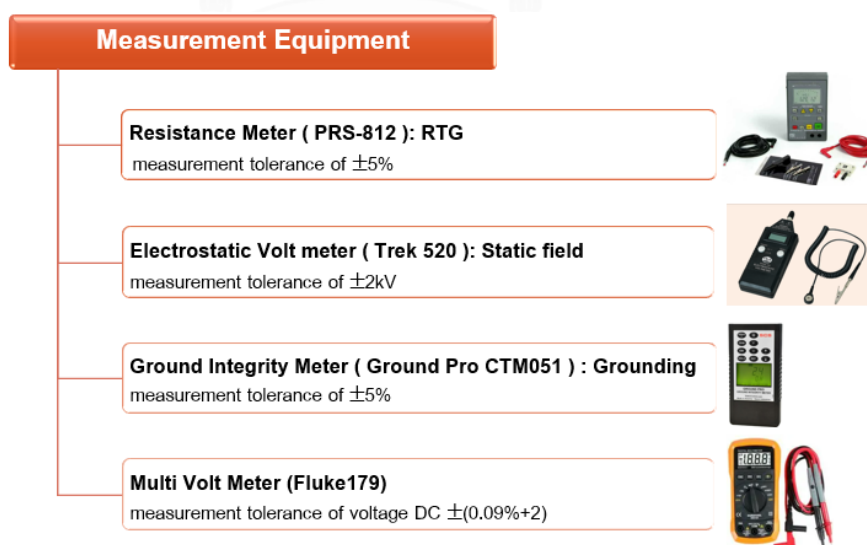 Measurement Equipment
Resistance Meter ( PRS-812 ): RTG
measurement tolerance of ±5%
Electrostatic Volt meter ( Trek 520 ): Static field
measurement tolerance of ±2kV
Ground Integrity Meter ( Ground Pro CTM051 ) : Grounding
measurement tolerance of ±5%
Multi Volt Meter (Fluke179)
measurement tolerance of voltage DC ±(0.09%+2)